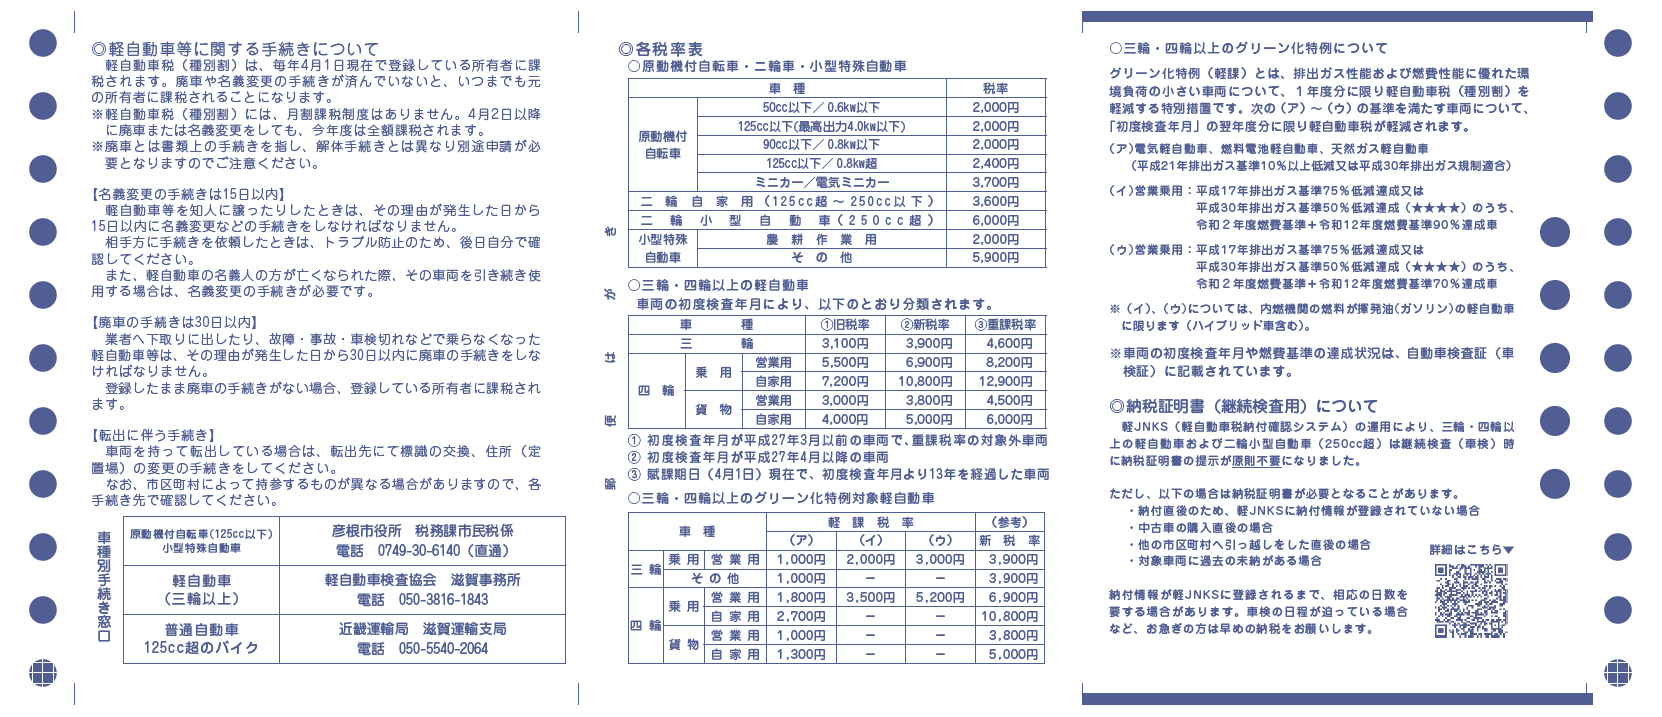 ◎軽自動車等に関する手続きについて
軽自動車税（種別割）は、毎年4月1日現在で登録している所有者に課
税されます。廃車や名義変更の手続きが済んでいないと、いつまでも元
の所有者に課税されることになります。
※軽自動車税（種別割）には、月割課税制度はありません。4月2日以降
に廃車または名義変更をしても、今年度は全額課税されます。
※廃車とは書類上の手続きを指し、解体手続きとは異なり別途申請が必
要となりますのでご注意ください。
【名義変更の手続きは15日以内】
軽自動車等を知人に譲ったりしたときは、その理由が発生した日から
15日以内に名義変更などの手続きをしなければなりません。
相手方に手続きを依頼したときは、トラブル防止のため、後日自分で確
認してください。
また、軽自動車の名義人の方が亡くなられた際、その車両を引き続き使
用する場合は、名義変更の手続きが必要です。
【廃車の手続きは30日以内】
業者へ下取りに出したり、故障・事故・車検切れなどで乗らなくなった
軽自動車等は、その理由が発生した日から30日以内に廃車の手続きをしな
ければなりません。
登録したまま廃車の手続きがない場合、登録している所有者に課税され
ます。
【転出に伴う手続き】
車両を持って転出している場合は、転出先にて標識の交換、住所（定
置場）の変更の手続きをしてください。
なお、市区町村によって持参するものが異なる場合がありますので、各
手続き先で確認してください。
車種別手続き窓口
原動機付自転車（125cc以下）
小型特殊自動車
彦根市役所　税務課市民税係
電話　0749-30-6140（直通）
軽自動車
（三輪以上）
軽自動車検査協会　滋賀事務所
電話　050-3816-1843
普通自動車
125cc超のバイク
近畿運輸局　滋賀運輸支局
電話　050-5540-2064
郵便はがき
◎各税率表
○原動機付自転車・二輪車・小型特殊自動車
車　種　税率
原動機付
自転車
50cc以下／0.6kw以下　2,000円
125cc以下（最高出力4.0kw以下）　2,000円
90cc以下／0.8kw以下　2,000円
125cc以下／0.8kw超　2,400円
ミニカー／電気ミニカー　3,700円
二輪自家用（125cc超～250cc以下）　3,600円
二輪小型自動車（250cc超）　6,000円
小型特殊
自動車
農耕作業用　2,000円
その他　5,900円
○三輪・四輪以上の軽自動車
車両の初度検査年月により、以下のとおり分類されます。
車　種　①旧税率　②新税率　③重課税率
三　輪　3,100円　3,900円　4,600円
四　輪
乗　用
営業用　5,500円　6,900円　8,200円
自家用　7,200円　10,800円　12,900円
貨　物
営業用　3,000円　3,800円　4,500円
自家用　4,000円　5,000円　6,000円
① 初度検査年月が平成27年3月以前の車両で、重課税率の対象外車両
② 初度検査年月が平成27年4月以降の車両
③ 賦課期日（4月1日）現在で、初度検査年月より13年を経過した車両
○三輪・四輪以上のグリーン化特例対象軽自動車
車　種　軽課税率　（参考）
（ア）　（イ）　（ウ）　新税率
三　輪
乗用　営業用　1,000円　2,000円　3,000円　3,900円
その他　1,000円　－　－　3,900円
四　輪
乗　用
営業用　1,800円　3,500円　5,200円　6,900円
自家用　2,700円　－　－　10,800円
貨　物
営業用　1,000円　－　－　3,800円
自家用　1,300円　－　－　5,000円
○三輪・四輪以上のグリーン化特例について
グリーン化特例（軽課）とは、排出ガス性能および燃費性能に優れた環
境負荷の小さい車両について、１年度分に限り軽自動車税（種別割）を
軽減する特別措置です。次の（ア）～（ウ）の基準を満たす車両について、
「初度検査年月」の翌年度分に限り軽自動車税が軽減されます。
（ア）電気軽自動車、燃料電池軽自動車、天然ガス軽自動車
（平成21年排出ガス基準10％以上低減又は平成30年排出ガス規制適合）
（イ）営業乗用：平成17年排出ガス基準75％低減達成又は
平成30年排出ガス基準50％低減達成（★★★★）のうち、
令和２年度燃費基準＋令和12年度燃費基準90％達成車
（ウ）営業乗用：平成17年排出ガス基準75％低減達成又は
平成30年排出ガス基準50％低減達成（★★★★）のうち、
令和２年度燃費基準＋令和12年度燃費基準70％達成車
※（イ）、（ウ）については、内燃機関の燃料が揮発油（ガソリン）の軽自動車
に限ります（ハイブリッド車含む）。
※車両の初度検査年月や燃費基準の達成状況は、自動車検査証（車
検証）に記載されています。
◎納税証明書（継続検査用）について
軽JNKS（軽自動車税納付確認システム）の運用により、三輪・四輪以
上の軽自動車および二輪小型自動車（250cc超）は継続検査（車検）時
に納税証明書の提示が原則不要になりました。
ただし、以下の場合は納税証明書が必要となることがあります。
・納付直後のため、軽JNKSに納付情報が登録されていない場合
・中古車の購入直後の場合
・他の市区町村へ引っ越しをした直後の場合
・対象車両に過去の未納がある場合
詳細はこちら▼
納付情報が軽JNKSに登録されるまで、相応の日数を
要する場合があります。車検の日程が迫っている場合
など、お急ぎの方は早めの納税をお願いします。